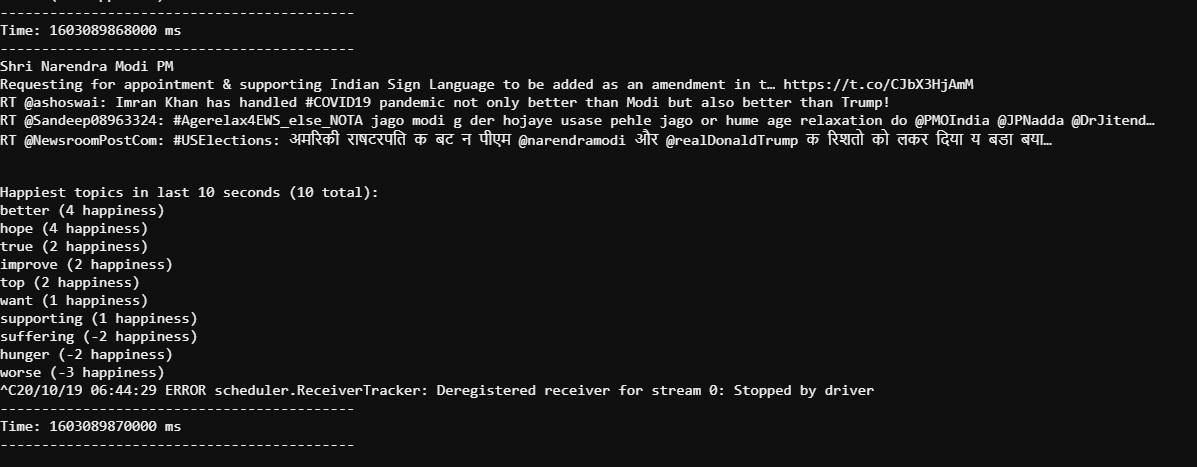 -------------------------------------------
Time: 1603089868000 ms
-------------------------------------------
Shri Narendra Modi PM
Requesting for appointment & supporting Indian Sign Language to be added as an amendment in t… https://t.co/CJbX3HjAmM
RT @ashoswai: Imran Khan has handled #COVID19 pandemic not only better than Modi but also better than Trump!
RT @Sandeep08963324: #Agerelax4EWS_else_NOTA jago modi g der hojaye usase pehle jago or hume age relaxation do @PMOIndia @JPNadda @DrJitend…
RT @NewsroomPostCom: #USElections: अमरिकी राषटरपति क बट न पीएम @narendramodi और @realDonaldTrump क रिशतो को लकर दिया य बडा बया…
Happiest topics in last 10 seconds (10 total):
better (4 happiness)
hope (4 happiness)
true (2 happiness)
improve (2 happiness)
top (2 happiness)
want (1 happiness)
supporting (1 happiness)
suffering (-2 happiness)
hunger (-2 happiness)
worse (-3 happiness)
^C20/10/19 06:44:29 ERROR scheduler.ReceiverTracker: Deregistered receiver for stream 0: Stopped by driver
-------------------------------------------
Time: 1603089870000 ms
-------------------------------------------